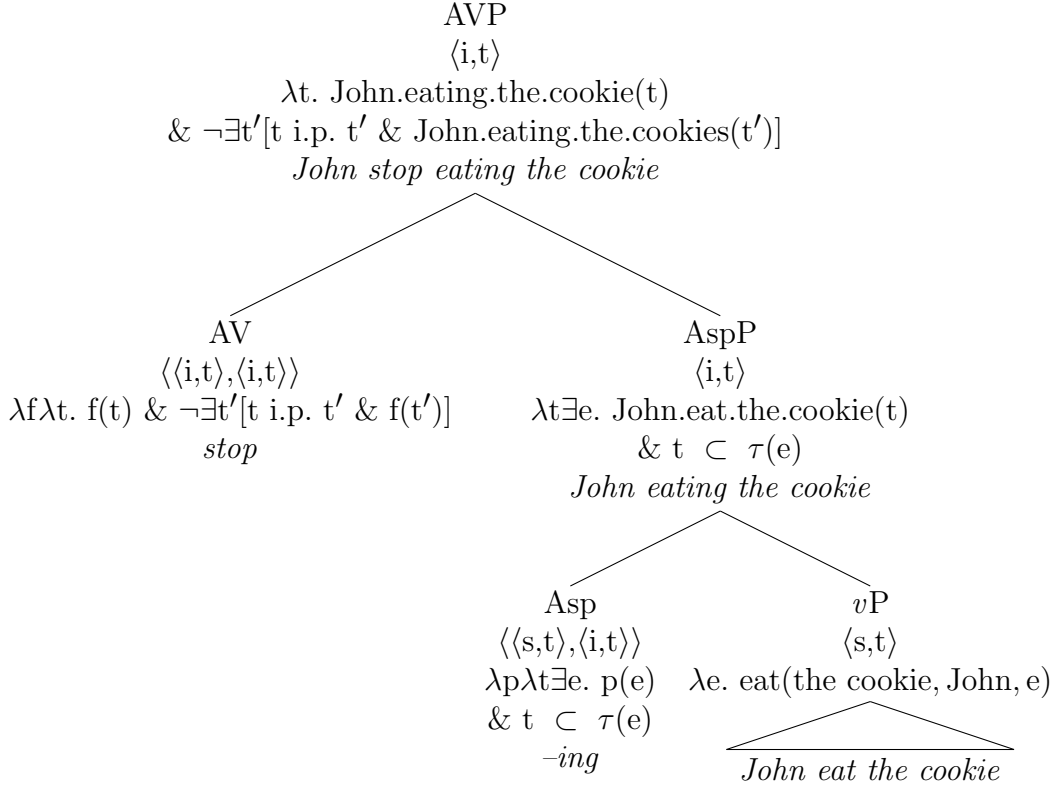 AVP
⟨i,t⟩
λt. John.eating.the.cookie(t)
& ¬∃t′[t i.p. t′ & John.eating.the.cookies(t′)]
John stop eating the cookie
AV
⟨⟨i,t⟩,⟨i,t⟩⟩
λfλt. f(t) & ¬∃t′[t i.p. t′ & f(t′)]
stop
AspP
⟨i,t⟩
λt∃e. John.eat.the.cookie(t)
& t ⊂ τ(e)
John eating the cookie
Asp
⟨⟨s,t⟩,⟨i,t⟩⟩
λpλt∃e. p(e)
& t ⊂ τ(e)
–ing
vP
⟨s,t⟩
λe. eat(the cookie, John, e)
John eat the cookie